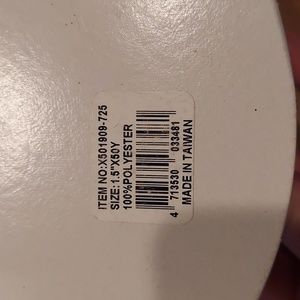 ITEM NO:X501909-725
SIZE:1.5"X50Y
100%POLYESTER
4 713530 033481
MADE IN TAIWAN